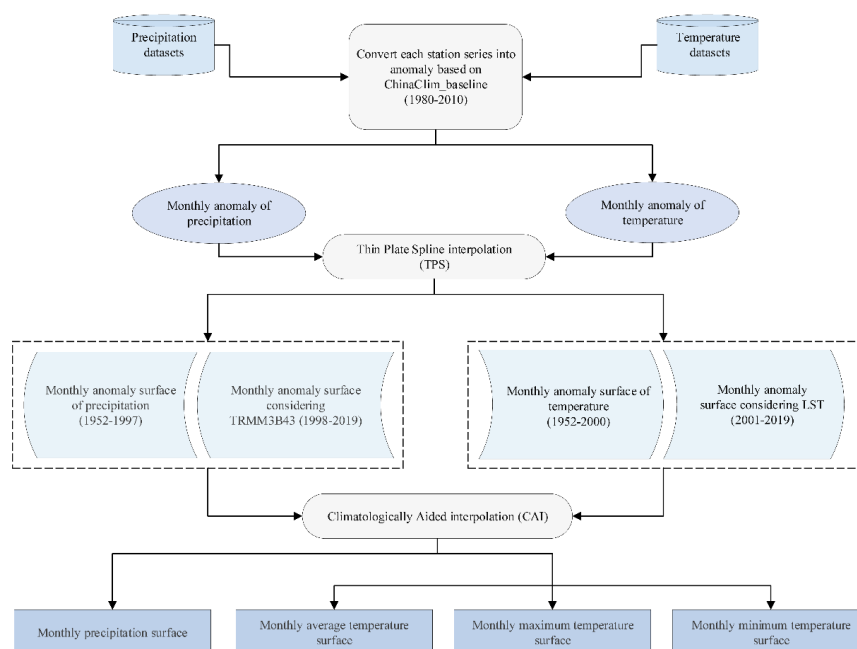 Precipitation
datasets
Convert each station series into
anomaly based on
ChinaClim_baseline
(1980-2010)
Temperature
datasets
Monthly anomaly of
precipitation
Monthly anomaly of
temperature
Thin Plate Spline interpolation
(TPS)
Monthly anomaly surface
of precipitation
(1952-1997)
Monthly anomaly surface
considering
TRMM3B43 (1998-2019)
Monthly anomaly surface of
temperature
(1952-2000)
Monthly anomaly
surface considering LST
(2001-2019)
Climatologically Aided interpolation (CAI)
Monthly precipitation surface
Monthly average temperature
surface
Monthly maximum temperature
surface
Monthly minimum temperature
surface